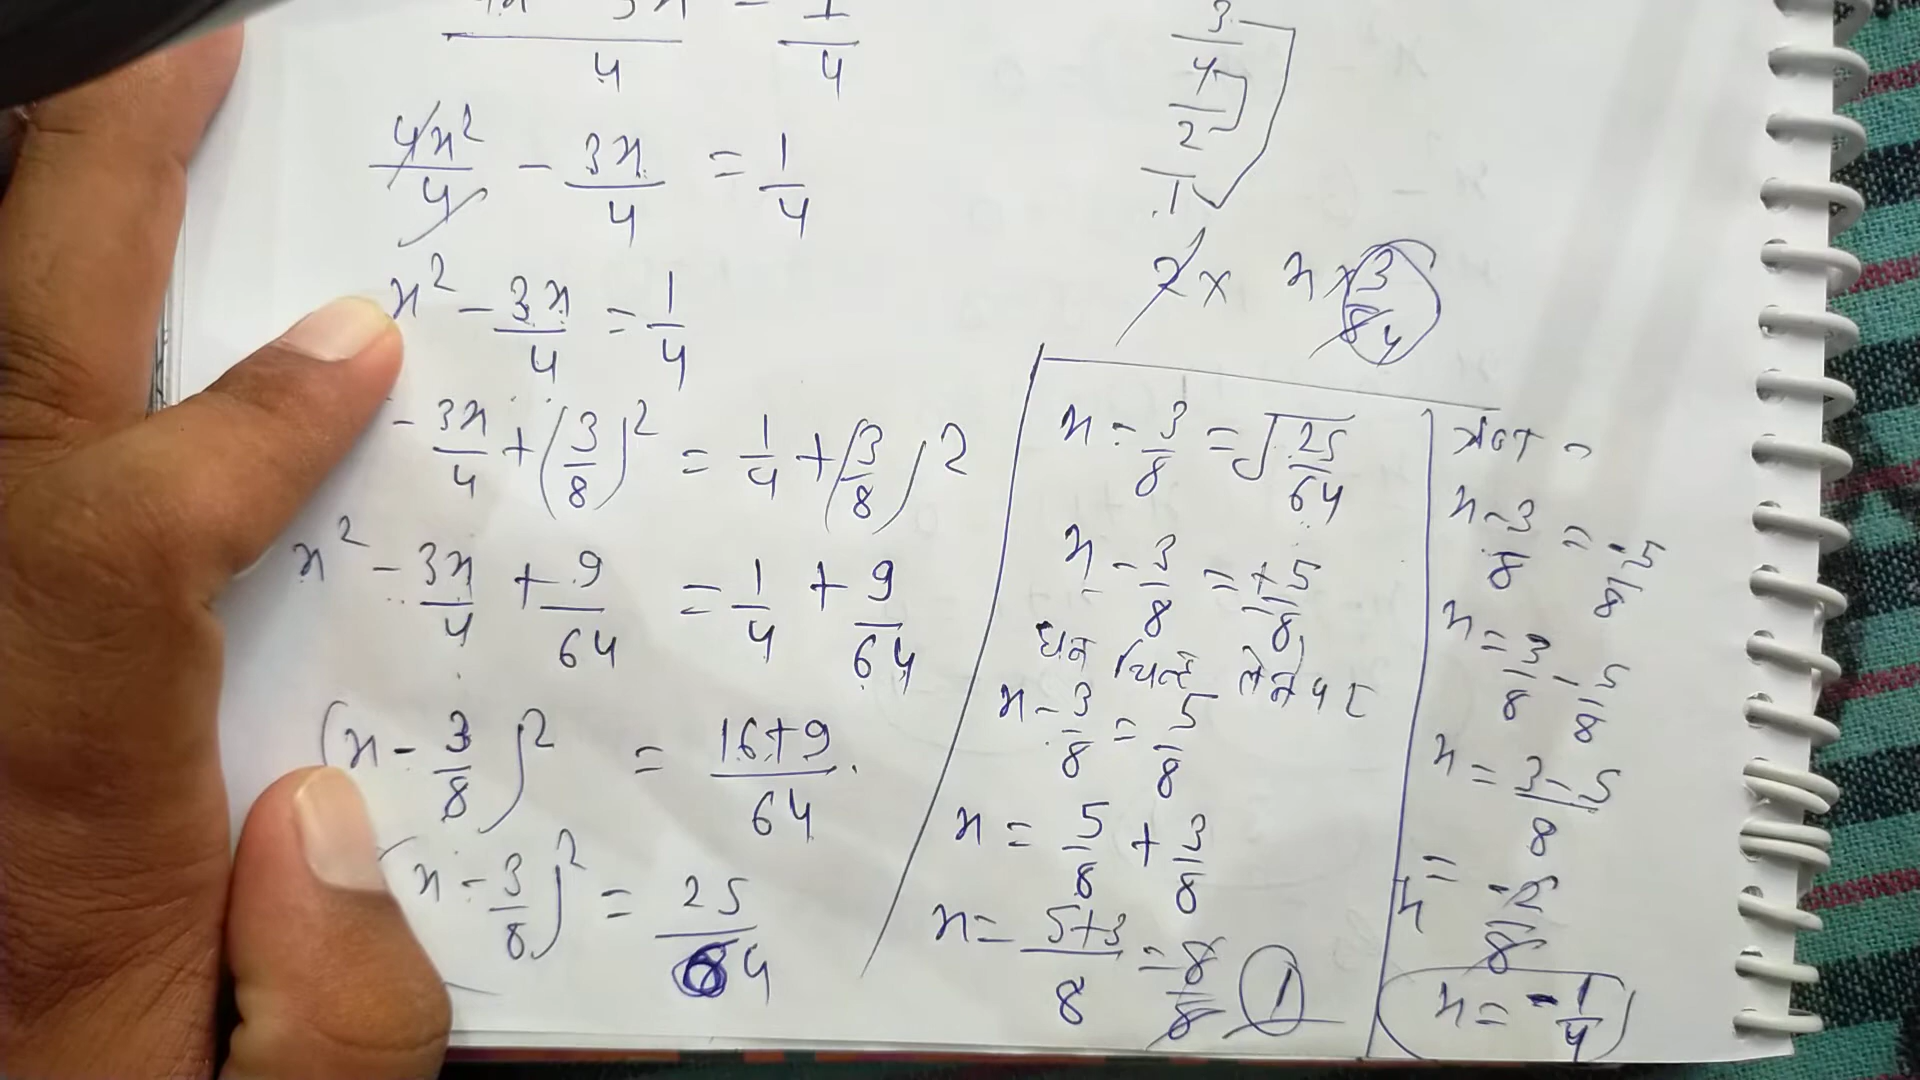 4
1
4
4x²/4 - 3x/4 = 1/4
x² - 3x/4 = 1/4
- 3x/4 + (3/8)² = 1/4 + (3/8)²
x² - 3x/4 + 9/64 = 1/4 + 9/64
(x - 3/8)² = 16+9/64
(x - 3/8)² = 25/64
3
4
2
1
2 × x × 3/84
x - 3/8 = √25/64
x - 3/8 = ±5/8
धन चिन्ह लेने पर
x - 3/8 = 5/8
x = 5/8 + 3/8
x = 5+3/8 = 8/8 1
x - 3/8 = -5/8
x = 3/8 - 5/8
x = 3-5/8
x = -2/8
x = -1/4